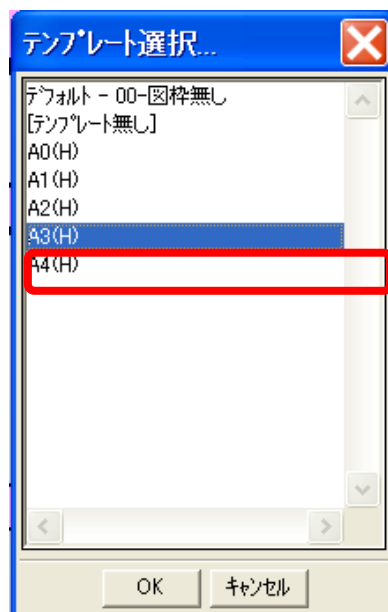 テンプレート選択...
デフォルト - 00-図枠無し
[テンプレート無し]
A0(H)
A1(H)
A2(H)
A3(H)
A4(H)
OK
キャンセル